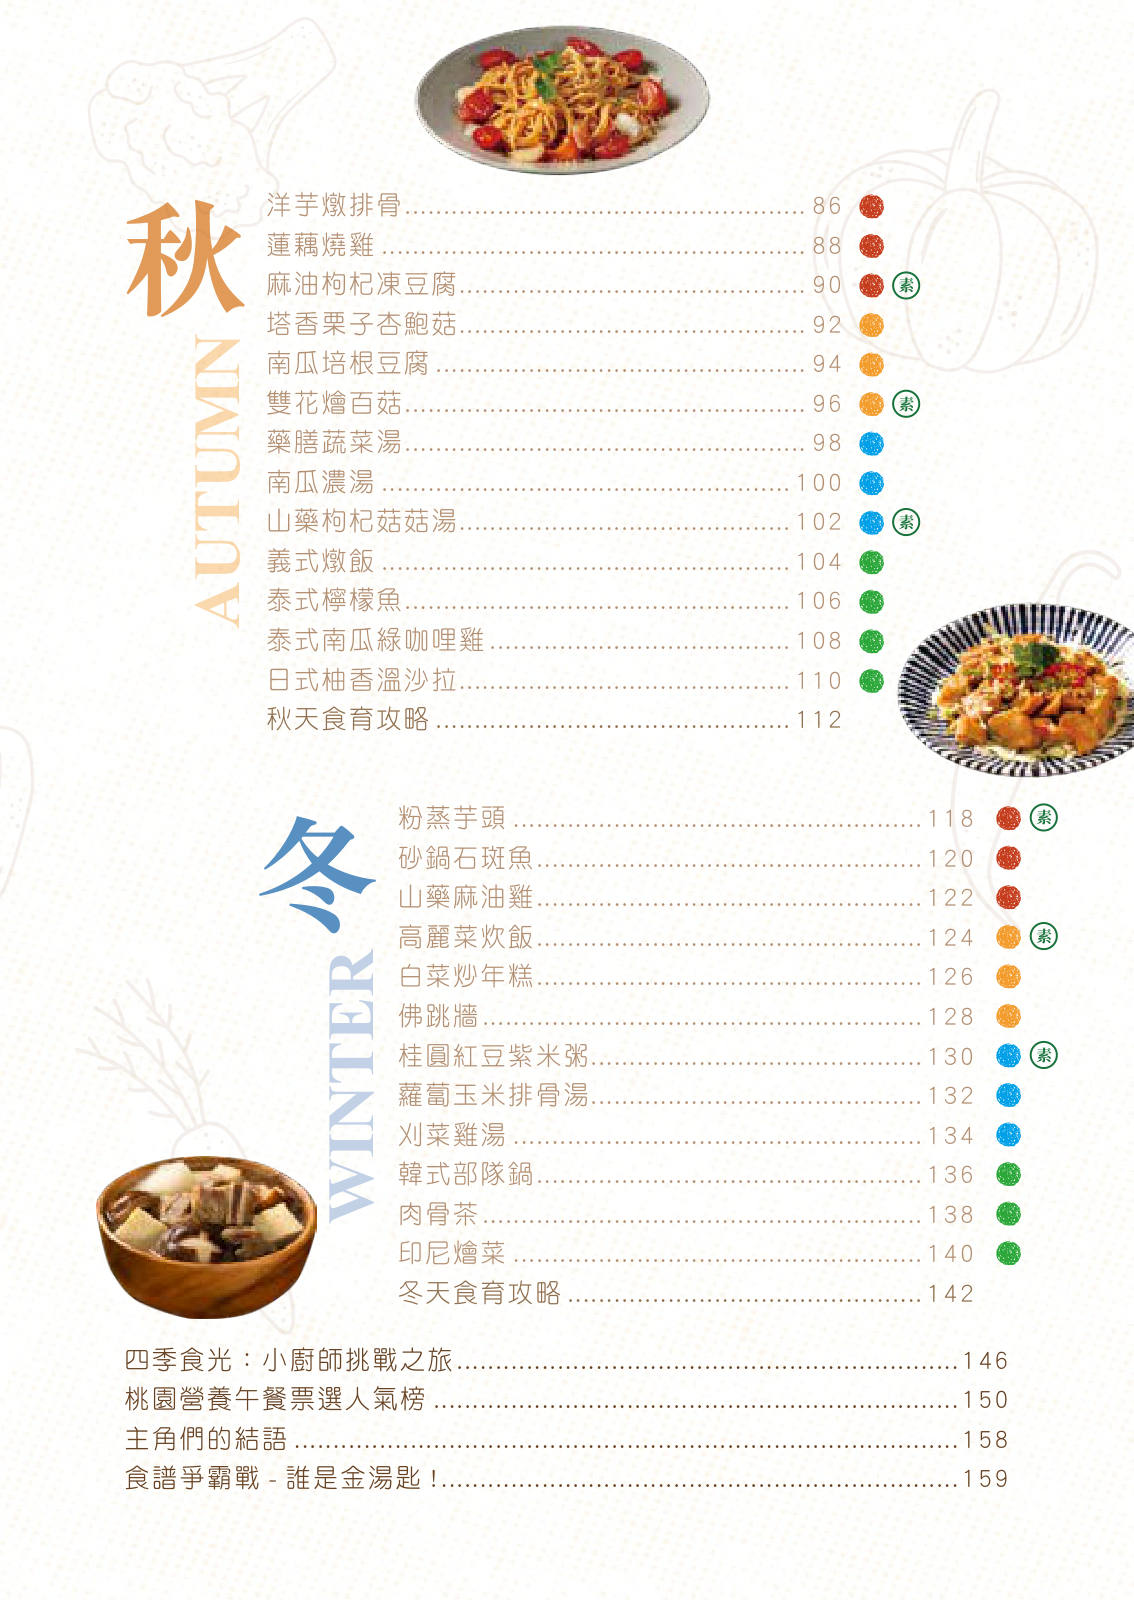 秋
AUTUMN
洋芋燉排骨 86
蓮藕燒雞 88
麻油枸杞凍豆腐 90 素
塔香栗子杏鮑菇 92
南瓜培根豆腐 94
雙花燴百菇 96 素
藥膳蔬菜湯 98
南瓜濃湯 100
山藥枸杞菇菇湯 102 素
義式燉飯 104
泰式檸檬魚 106
泰式南瓜綠咖哩雞 108
日式柚香溫沙拉 110
秋天食育攻略 112
冬
WINTER
粉蒸芋頭 118 素
砂鍋石斑魚 120
山藥麻油雞 122
高麗菜炊飯 124 素
白菜炒年糕 126
佛跳牆 128
桂圓紅豆紫米粥 130 素
蘿蔔玉米排骨湯 132
刈菜雞湯 134
韓式部隊鍋 136
肉骨茶 138
印尼燴菜 140
冬天食育攻略 142
四季食光：小廚師挑戰之旅 146
桃園營養午餐票選人氣榜 150
主角們的結語 158
食譜爭霸戰 - 誰是金湯匙！ 159